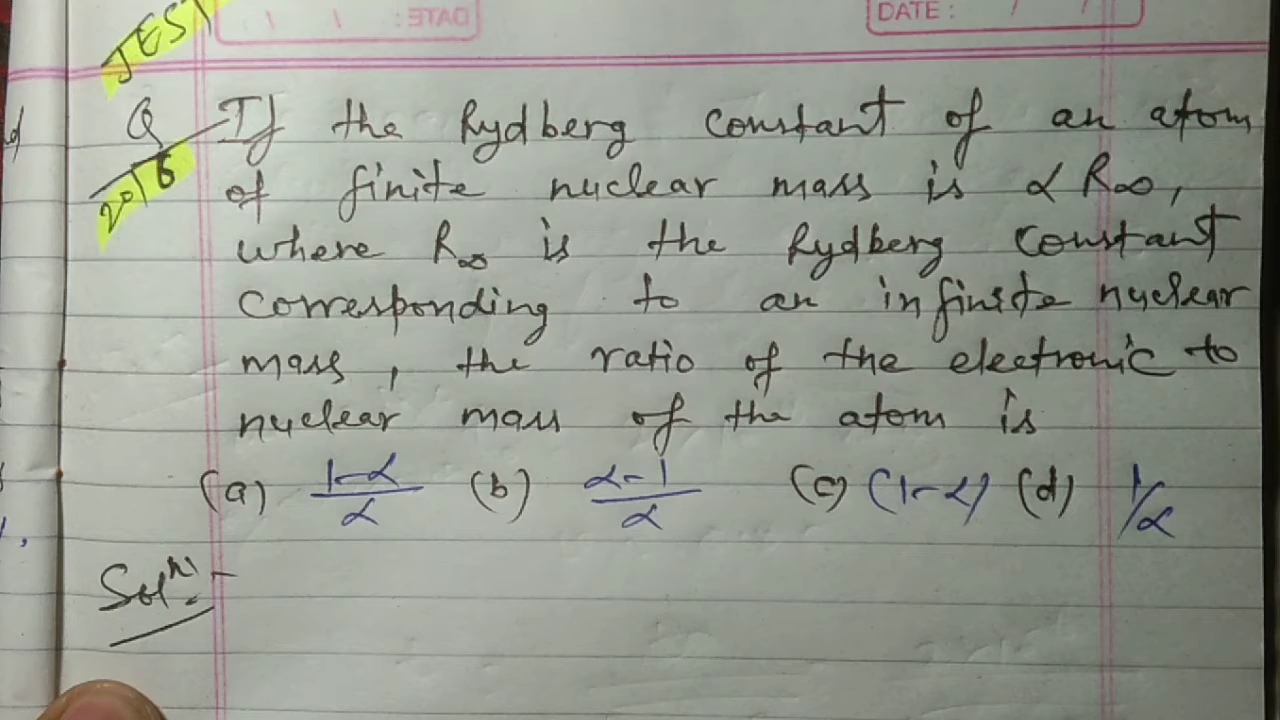 DATE :
DATE : / /
JEST
2016
Q If the Rydberg constant of an atom
of finite nuclear mass is α R∞,
where R∞ is the Rydberg constant
corresponding to an infinite nuclear
mass, the ratio of the electronic to
nuclear mass of the atom is
(a) 1-α/α (b) α-1/α (c) (1-α) (d) 1/α
Solⁿ:-